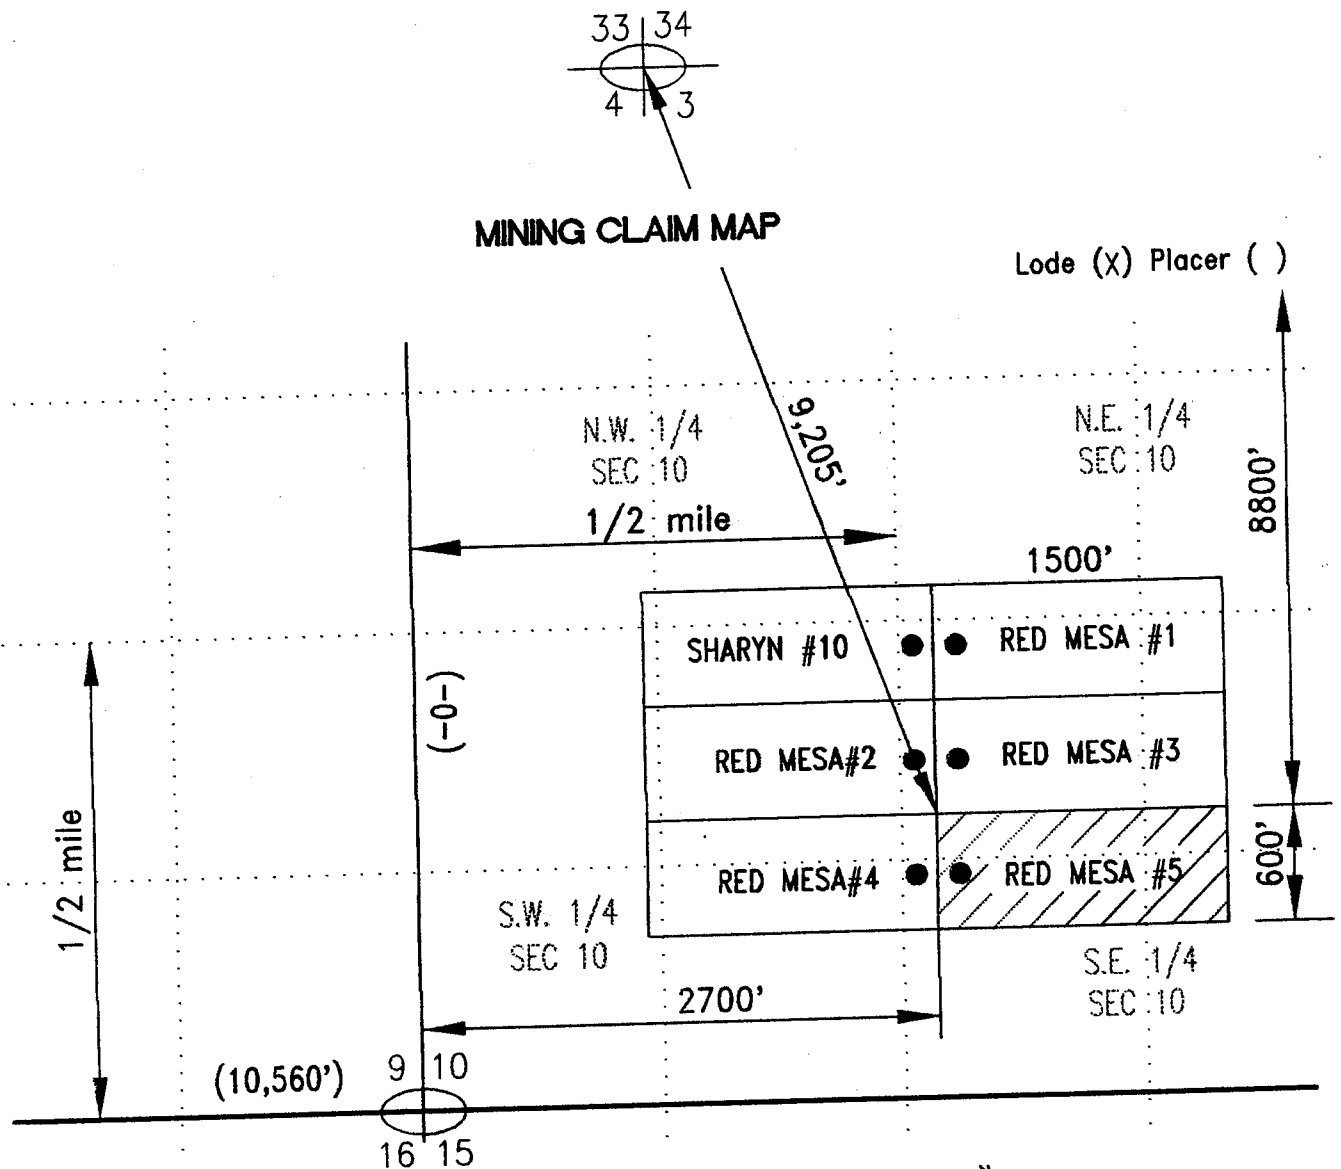 33 34
4 3
MINING CLAIM MAP
Lode (X) Placer ( )
N.W. 1/4
SEC 10
N.E. 1/4
SEC 10
9,205'
8800'
1/2 mile
1500'
SHARYN #10
RED MESA #1
(-0-)
RED MESA#2
RED MESA #3
1/2 mile
RED MESA#4
RED MESA #5
600'
S.W. 1/4
SEC 10
S.E. 1/4
SEC 10
2700'
(10,560')
9 10
16 15